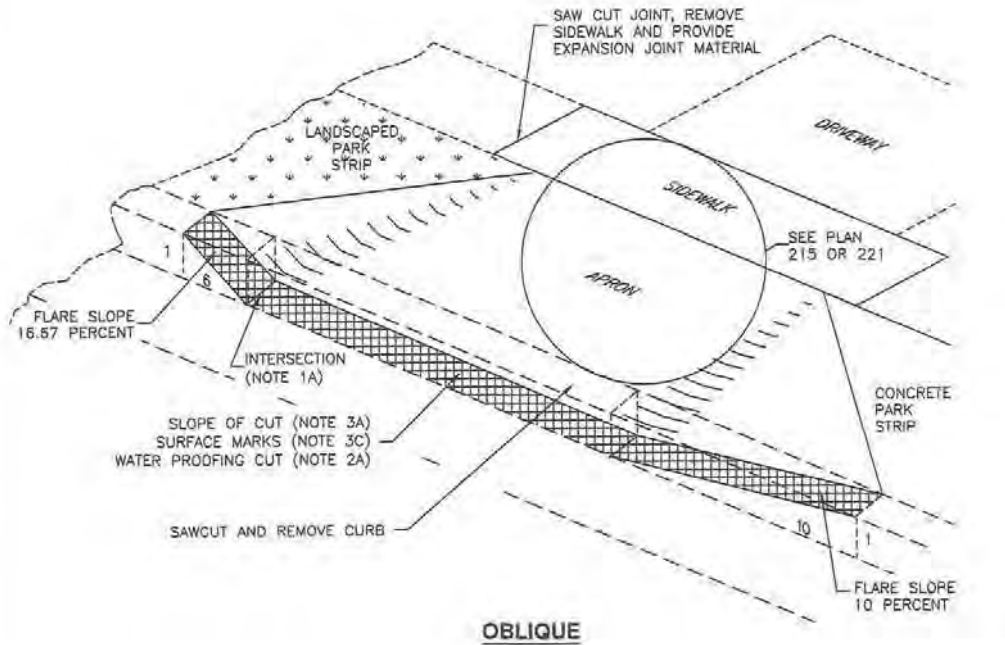 SAW CUT JOINT, REMOVE
SIDEWALK AND PROVIDE
EXPANSION JOINT MATERIAL
LANDSCAPED
PARK
STRIP
DRIVEWAY
SIDEWALK
SEE PLAN
215 OR 221
APRON
1
6
FLARE SLOPE
16.57 PERCENT
INTERSECTION
(NOTE 1A)
CONCRETE
PARK
STRIP
SLOPE OF CUT (NOTE 3A)
SURFACE MARKS (NOTE 3C)
WATER PROOFING CUT (NOTE 2A)
SAWCUT AND REMOVE CURB
10
1
FLARE SLOPE
10 PERCENT
OBLIQUE